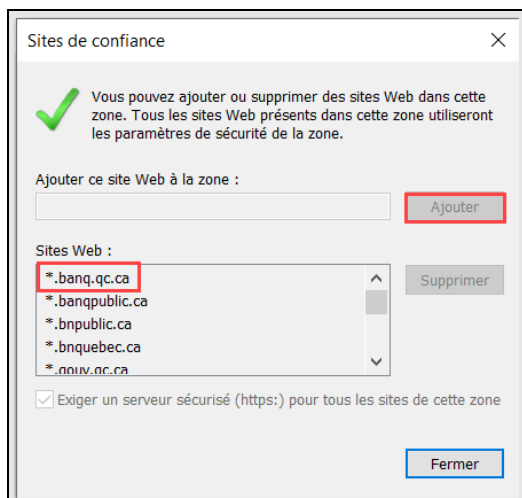 Sites de confiance
Vous pouvez ajouter ou supprimer des sites Web dans cette
zone. Tous les sites Web présents dans cette zone utiliseront
les paramètres de sécurité de la zone.
Ajouter ce site Web à la zone :
Ajouter
Sites Web :
*.banq.qc.ca
Supprimer
*.banqpublic.ca
*.bnpublic.ca
*.bnquebec.ca
*.gouv.qc.ca
Exiger un serveur sécurisé (https:) pour tous les sites de cette zone
Fermer